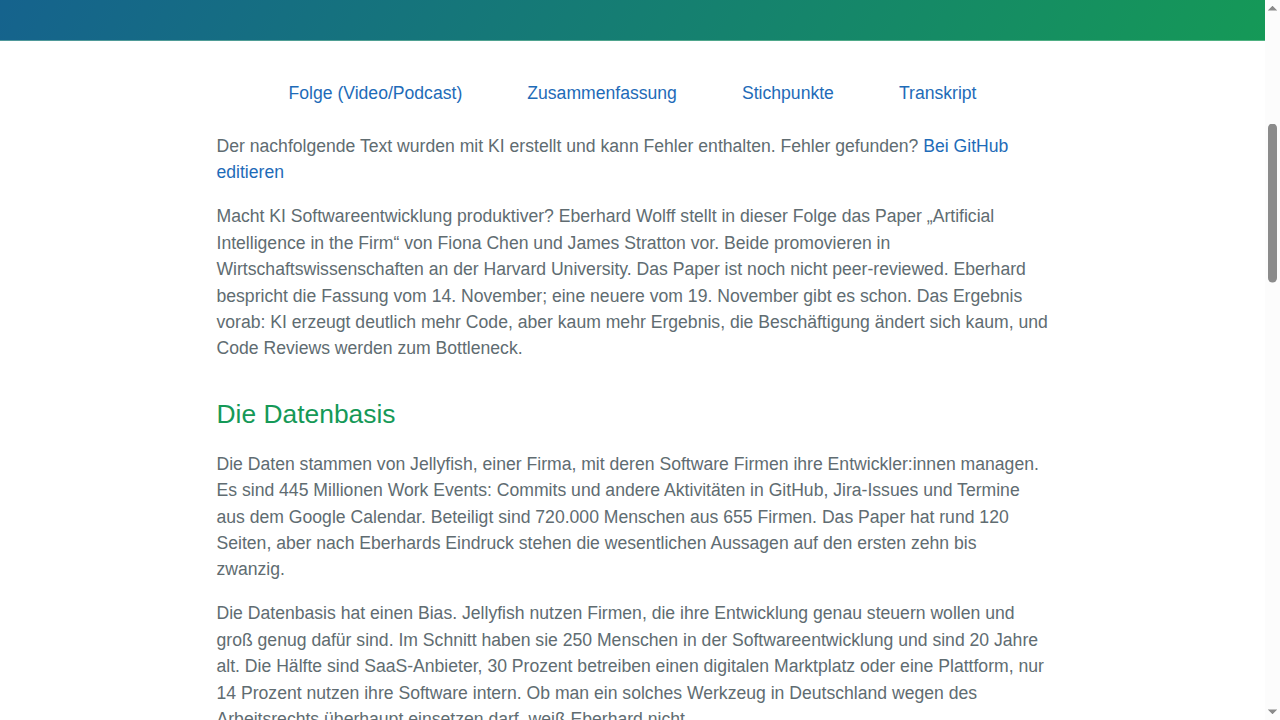 Folge (Video/Podcast) Zusammenfassung Stichpunkte Transkript
Der nachfolgende Text wurden mit KI erstellt und kann Fehler enthalten. Fehler gefunden? Bei GitHub
editieren
Macht KI Softwareentwicklung produktiver? Eberhard Wolff stellt in dieser Folge das Paper „Artificial
Intelligence in the Firm“ von Fiona Chen und James Stratton vor. Beide promovieren in
Wirtschaftswissenschaften an der Harvard University. Das Paper ist noch nicht peer-reviewed. Eberhard
bespricht die Fassung vom 14. November; eine neuere vom 19. November gibt es schon. Das Ergebnis
vorab: KI erzeugt deutlich mehr Code, aber kaum mehr Ergebnis, die Beschäftigung ändert sich kaum, und
Code Reviews werden zum Bottleneck.
Die Datenbasis
Die Daten stammen von Jellyfish, einer Firma, mit deren Software Firmen ihre Entwickler:innen managen.
Es sind 445 Millionen Work Events: Commits und andere Aktivitäten in GitHub, Jira-Issues und Termine
aus dem Google Calendar. Beteiligt sind 720.000 Menschen aus 655 Firmen. Das Paper hat rund 120
Seiten, aber nach Eberhards Eindruck stehen die wesentlichen Aussagen auf den ersten zehn bis
zwanzig.
Die Datenbasis hat einen Bias. Jellyfish nutzen Firmen, die ihre Entwicklung genau steuern wollen und
groß genug dafür sind. Im Schnitt haben sie 250 Menschen in der Softwareentwicklung und sind 20 Jahre
alt. Die Hälfte sind SaaS-Anbieter, 30 Prozent betreiben einen digitalen Marktplatz oder eine Plattform, nur
14 Prozent nutzen ihre Software intern. Ob man ein solches Werkzeug in Deutschland wegen des
Arbeitsrechts überhaupt einsetzen darf, weiß Eberhard nicht.